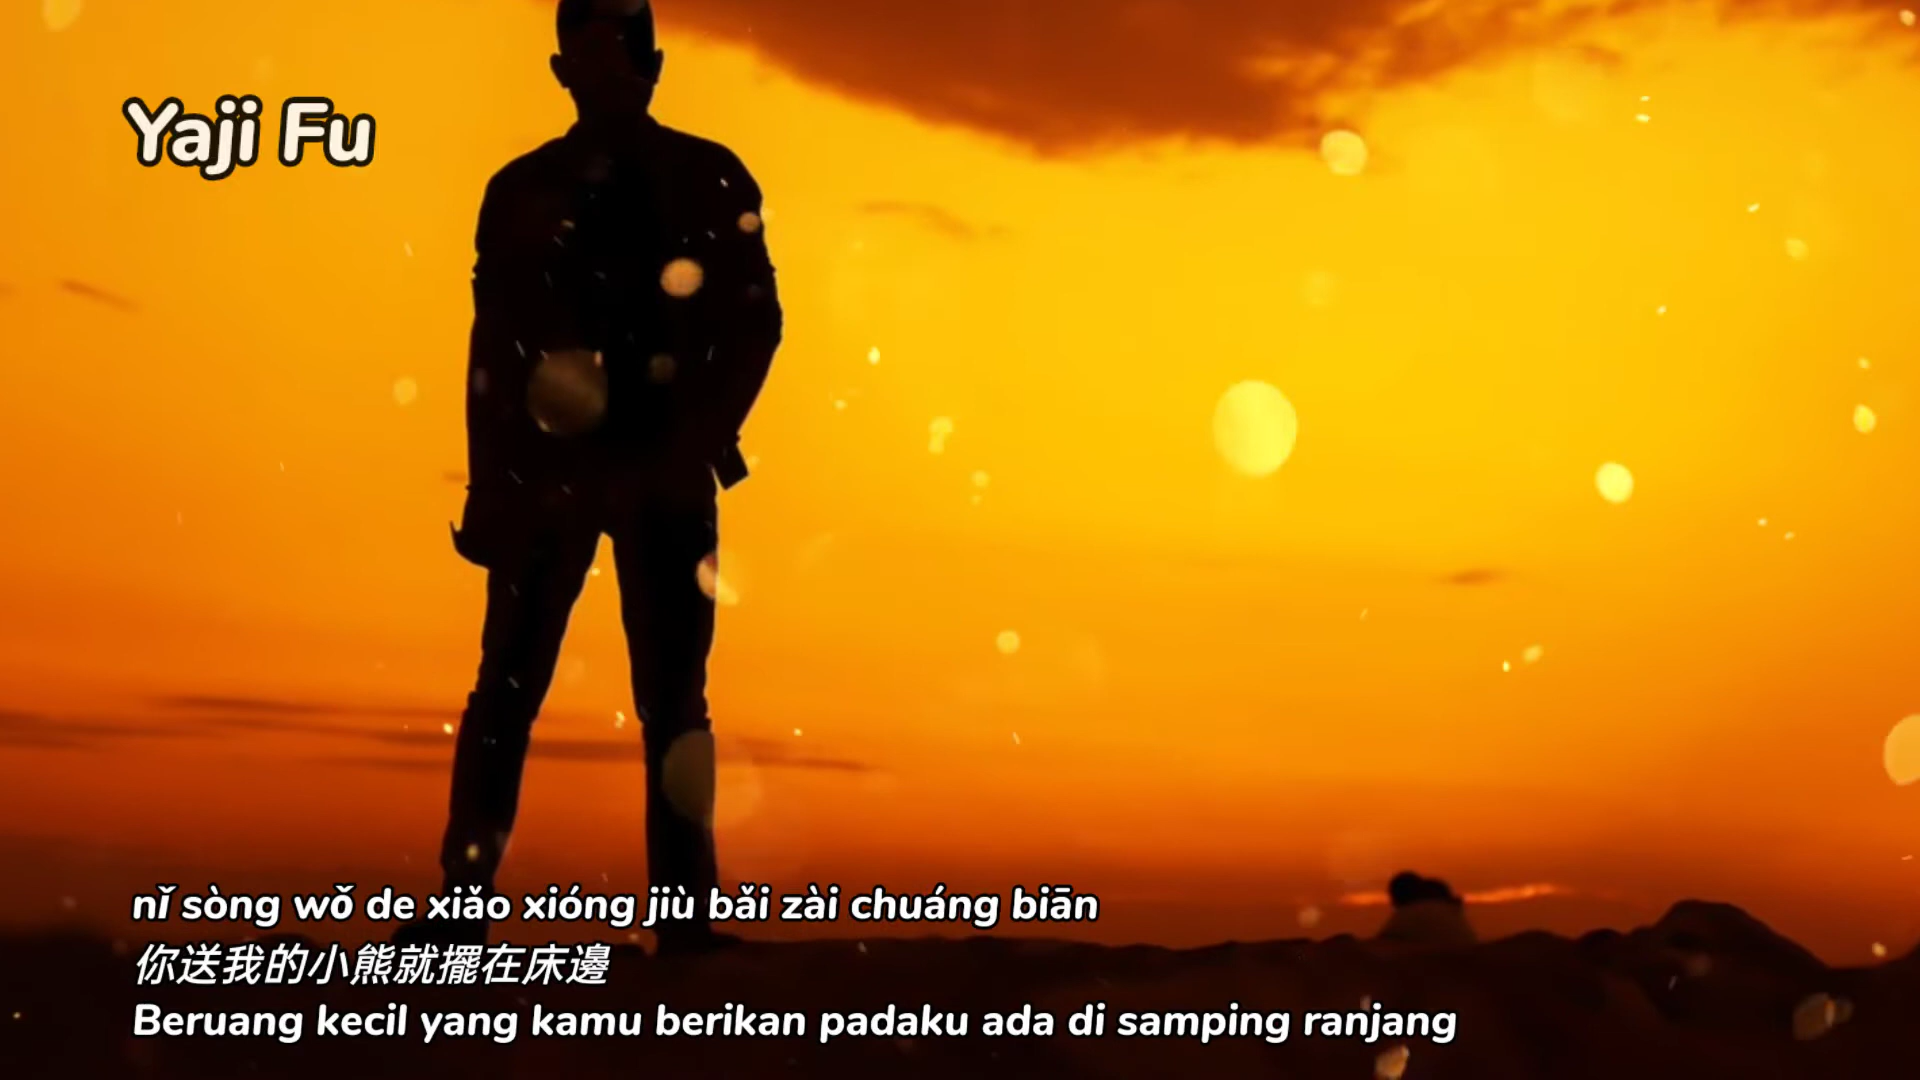 Yaji Fu
nǐ sòng wǒ de xiǎo xióng jiù bǎi zài chuáng biān
你送我的小熊就擺在床邊
Beruang kecil yang kamu berikan padaku ada di samping ranjang